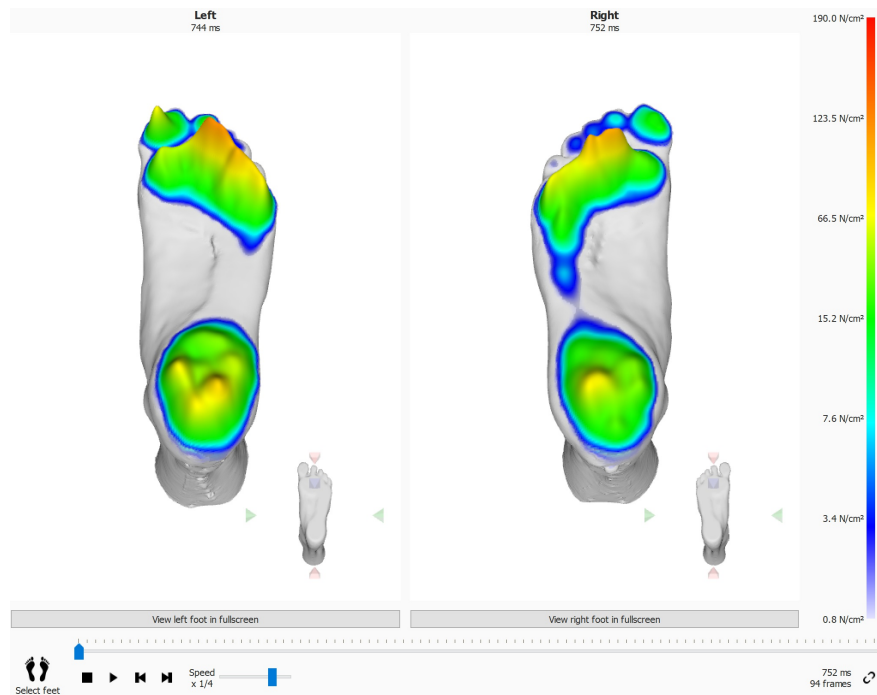 Left
744 ms
Right
752 ms
190.0 N/cm²
123.5 N/cm²
66.5 N/cm²
15.2 N/cm²
7.6 N/cm²
3.4 N/cm²
0.8 N/cm²
View left foot in fullscreen
View right foot in fullscreen
Select feet
Speed
x 1/4
752 ms
94 frames